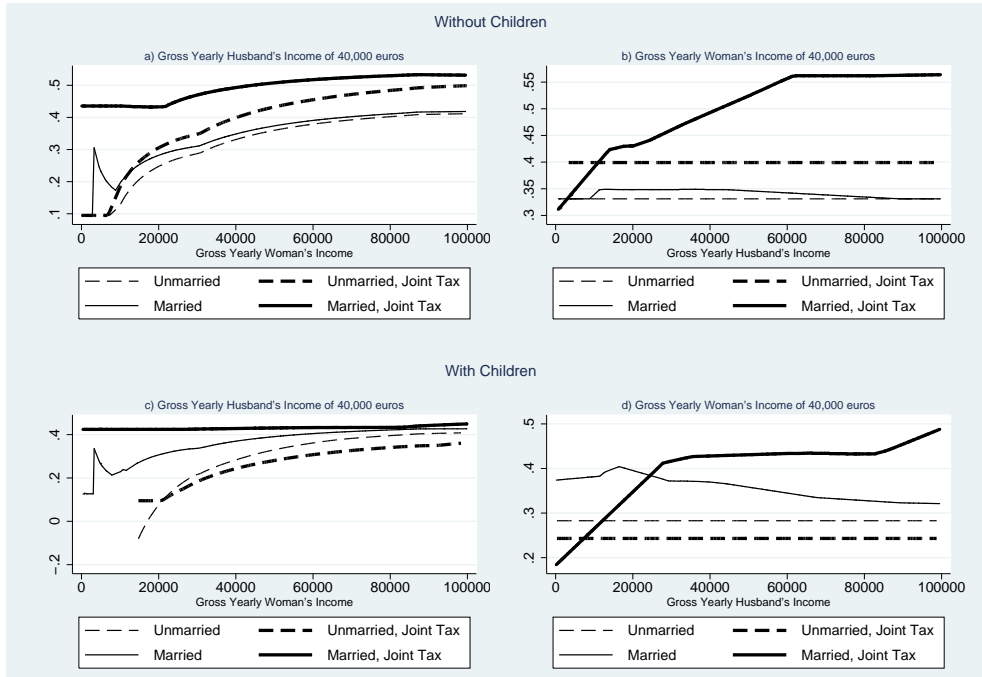 Without Children
a) Gross Yearly Husband's Income of 40,000 euros
.5
.4
.3
.2
.1
0 20000 40000 60000 80000 100000
Gross Yearly Woman's Income
Unmarried Unmarried, Joint Tax
Married Married, Joint Tax
b) Gross Yearly Woman's Income of 40,000 euros
.55
.5
.45
.4
.35
.3
0 20000 40000 60000 80000 100000
Gross Yearly Husband's Income
Unmarried Unmarried, Joint Tax
Married Married, Joint Tax
With Children
c) Gross Yearly Husband's Income of 40,000 euros
.4
.2
0
-.2
0 20000 40000 60000 80000 100000
Gross Yearly Woman's Income
Unmarried Unmarried, Joint Tax
Married Married, Joint Tax
d) Gross Yearly Woman's Income of 40,000 euros
.5
.4
.3
.2
0 20000 40000 60000 80000 100000
Gross Yearly Husband's Income
Unmarried Unmarried, Joint Tax
Married Married, Joint Tax